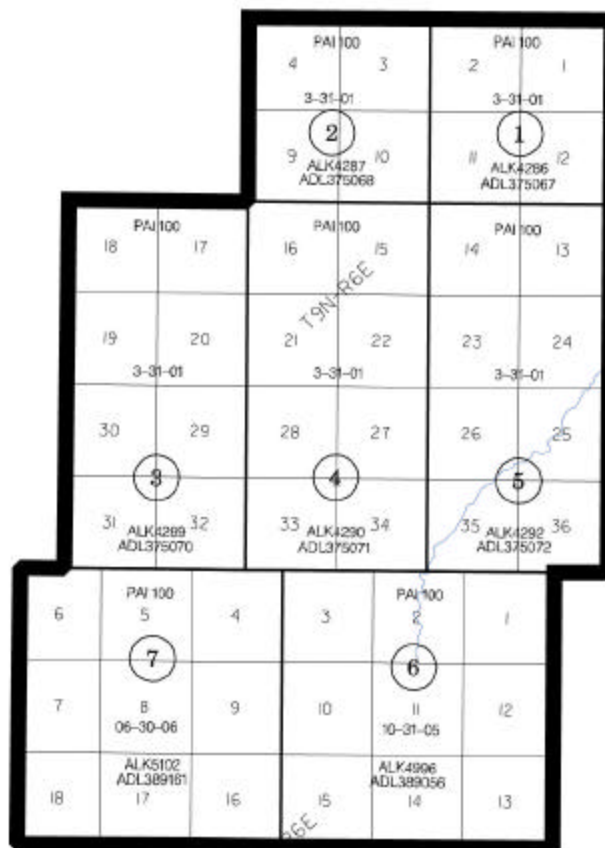 PAI 100 PAI 100
4 3 2 1
3-31-01 3-31-01
2 1
9 10 11 12
ALK4287 ALK4286
ADL375068 ADL375067
PAI 100 PAI 100 PAI 100
18 17 16 15 14 13
T9N-R6E
19 20 21 22 23 24
3-31-01 3-31-01 3-31-01
30 29 28 27 26 25
3 4 5
31 32 33 34 35 36
ALK4289 ALK4290 ALK4292
ADL375070 ADL375071 ADL375072
PAI 100 PAI 100
6 5 4 3 2 1
7 6
7 8 9 10 11 12
06-30-06 10-31-05
ALK5102 ALK4996
ADL389161 ADL389056
18 17 16 15 14 13
R6E